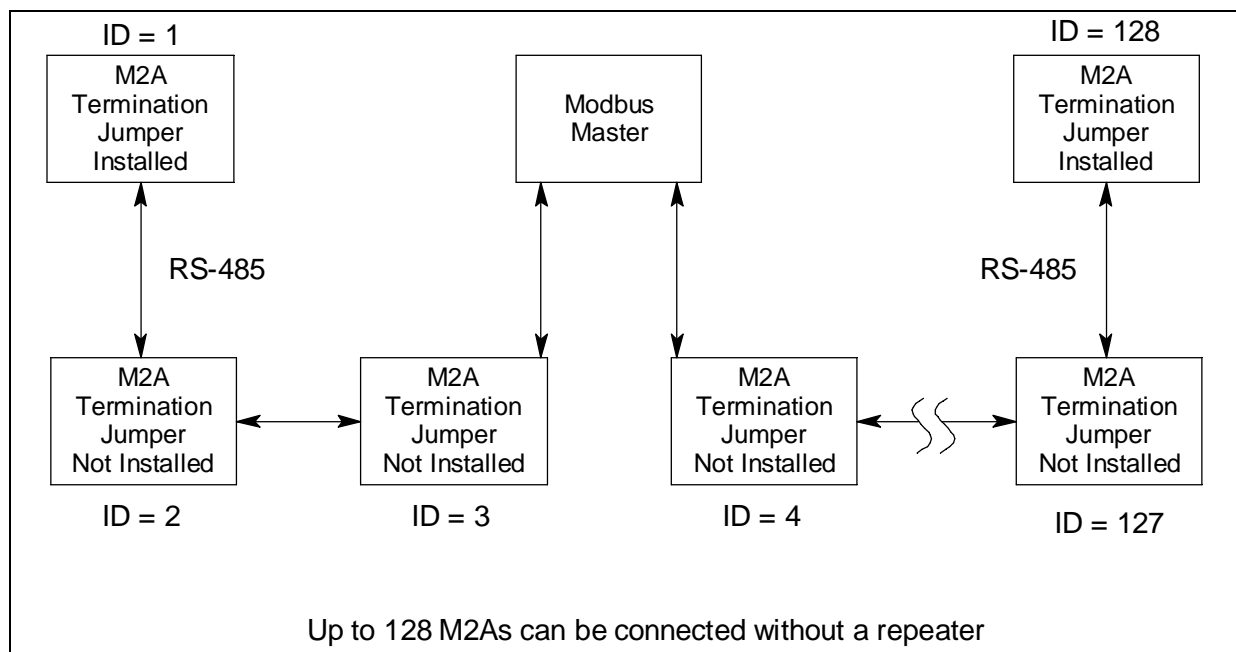 ID = 1
M2A
Termination
Jumper
Installed
Modbus
Master
ID = 128
M2A
Termination
Jumper
Installed
RS-485
RS-485
M2A
Termination
Jumper
Not Installed
ID = 2
M2A
Termination
Jumper
Not Installed
ID = 3
M2A
Termination
Jumper
Not Installed
ID = 4
M2A
Termination
Jumper
Not Installed
ID = 127
Up to 128 M2As can be connected without a repeater